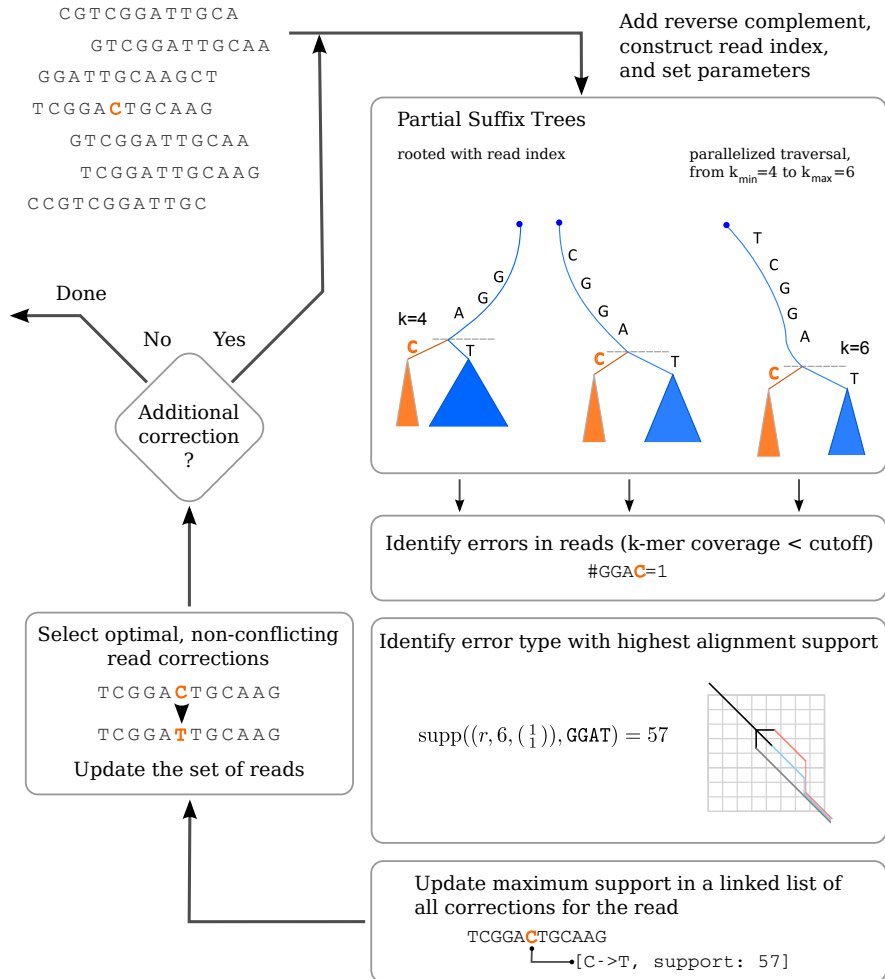 CGTCGGATTGCA
GTCGGATTGCAA
GGATTGCAAGCT
TCGGACTGCAAG
GTCGGATTGCAA
TCGGATTGCAAG
CCGTCGGATTGC
Add reverse complement,
construct read index,
and set parameters
Partial Suffix Trees
rooted with read index
parallelized traversal,
from kmin=4 to kmax=6
G
G
A
k=4
C
T
C
G
G
A
C
T
T
C
G
G
A
k=6
C
T
Done
No
Yes
Additional
correction
?
Identify errors in reads (k-mer coverage < cutoff)
#GGAC=1
Identify error type with highest alignment support
supp((r, 6, (1 1)), GGAT) = 57
Update maximum support in a linked list of
all corrections for the read
TCGGACTGCAAG
[C->T, support: 57]
Select optimal, non-conflicting
read corrections
TCGGACTGCAAG
TCGGATTGCAAG
Update the set of reads